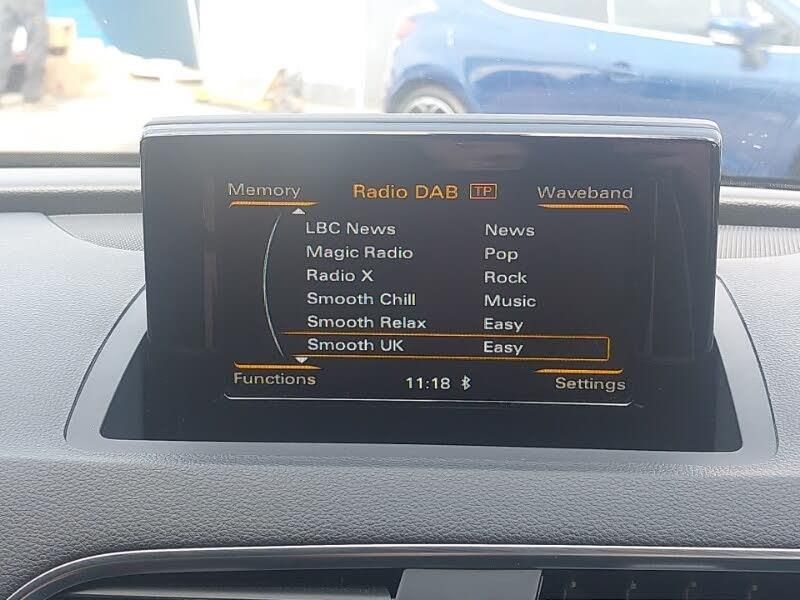 Memory Radio DAB TP Waveband
LBC News News
Magic Radio Pop
Radio X Rock
Smooth Chill Music
Smooth Relax Easy
Smooth UK Easy
Functions 11:18 Settings